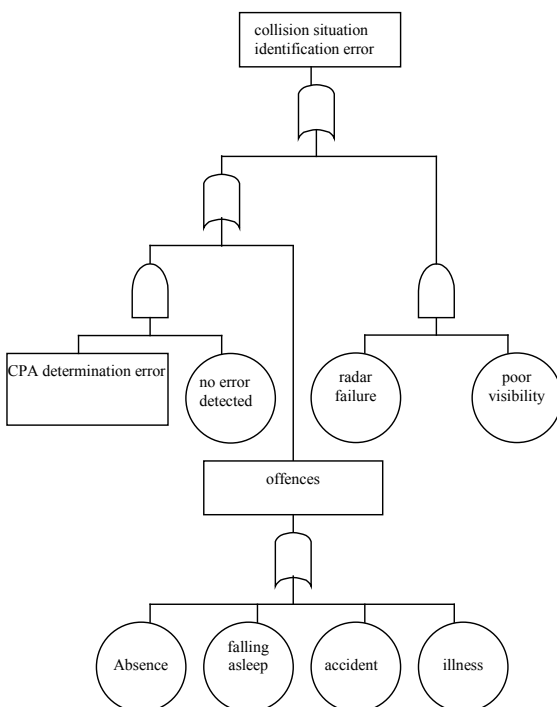 collision situation
identification error
CPA determination error
no error
detected
radar
failure
poor
visibility
offences
Absence
falling
asleep
accident
illness